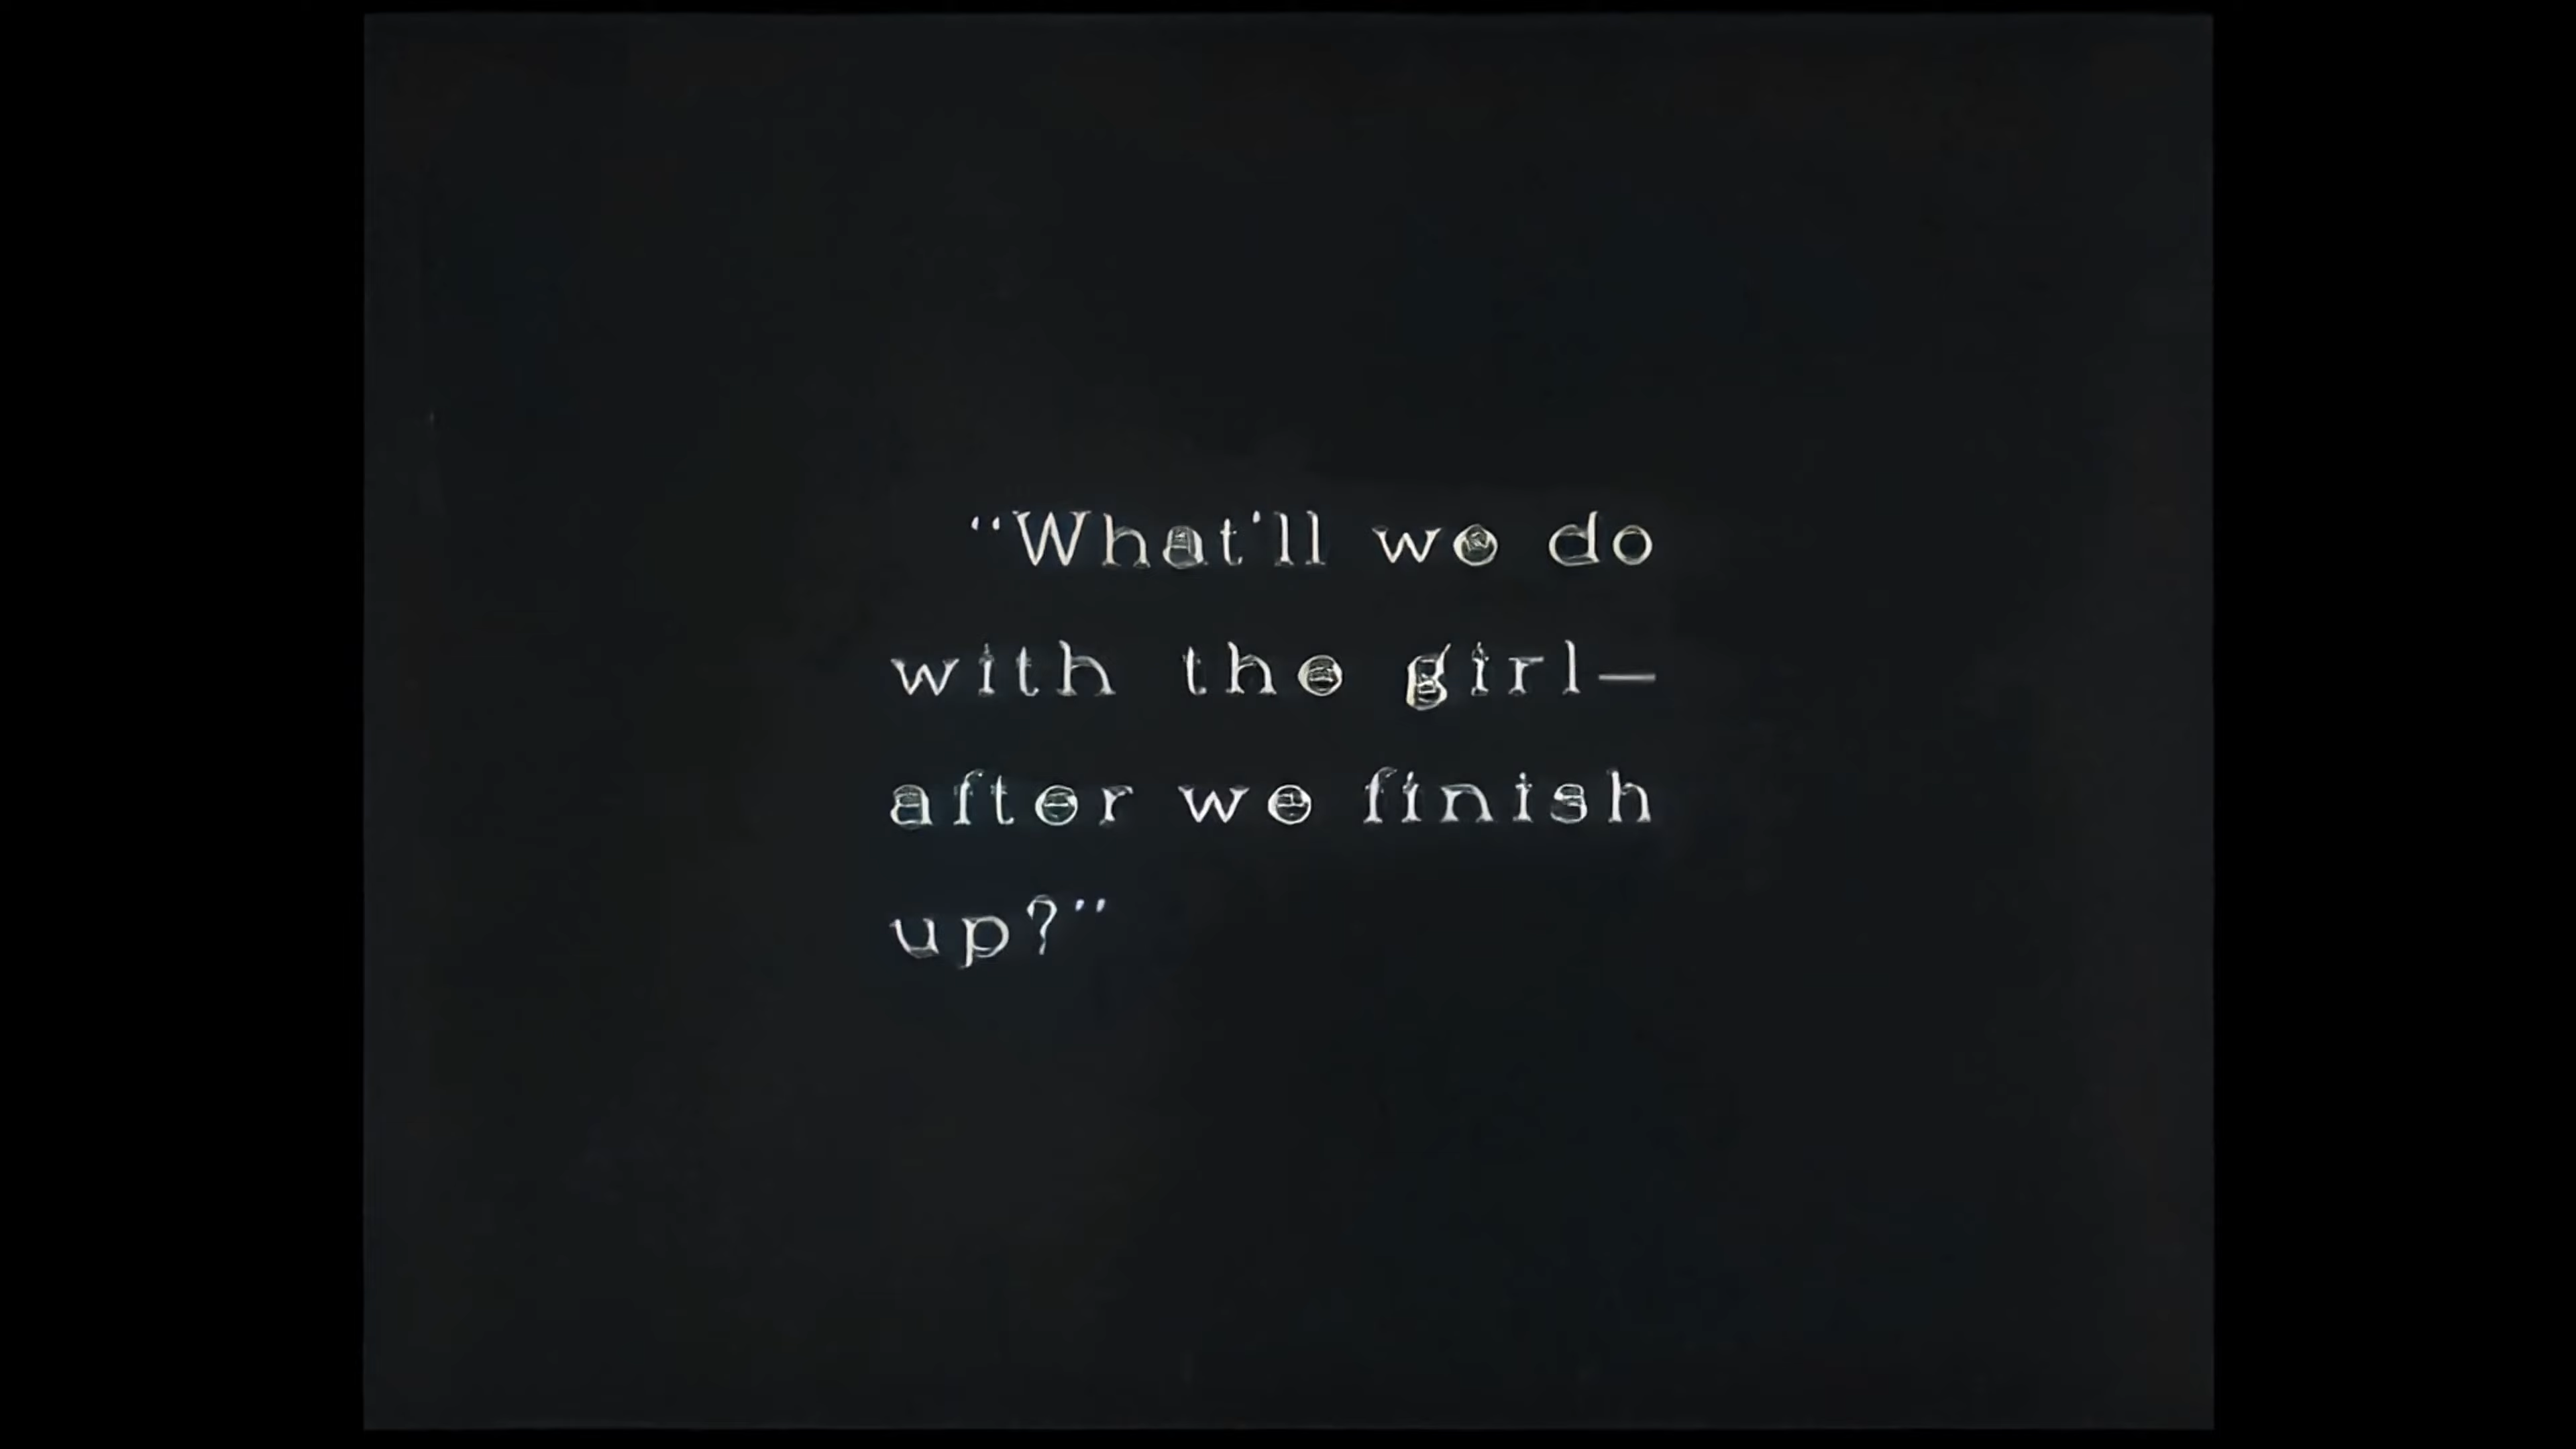 “What'll we do
with the girl—
after we finish
up?”